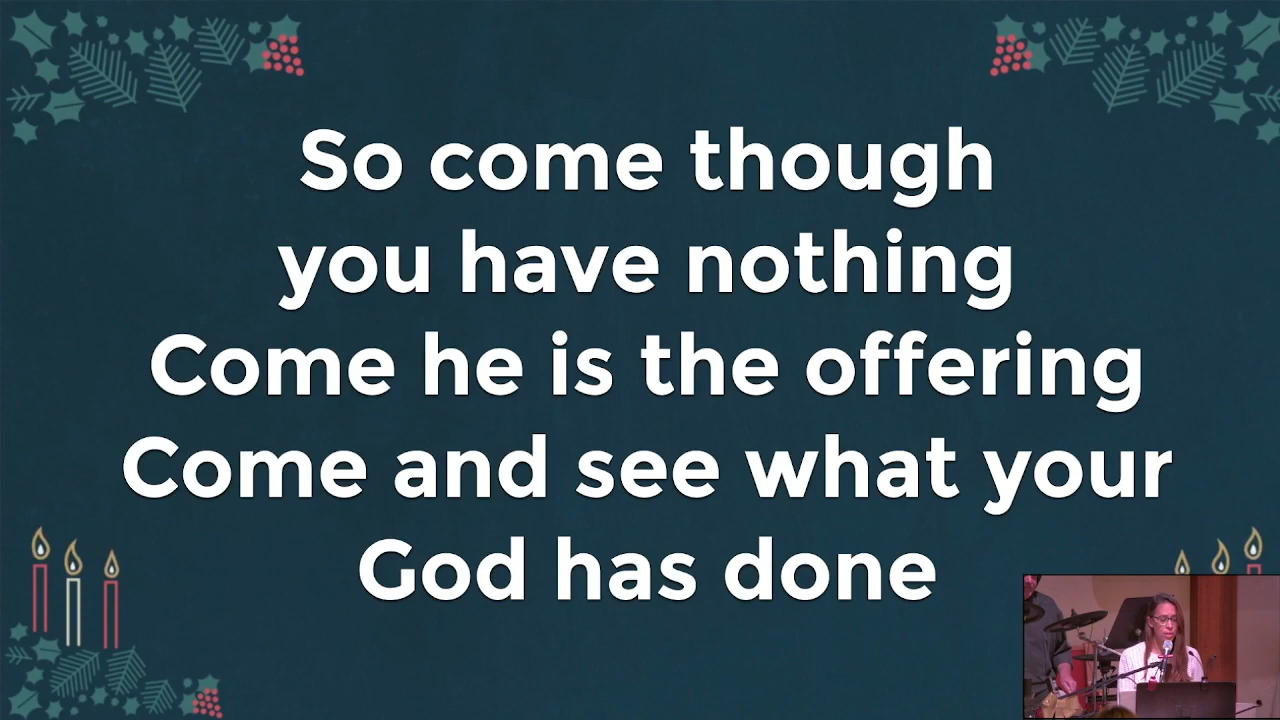 So come though
you have nothing
Come he is the offering
Come and see what your
God has done